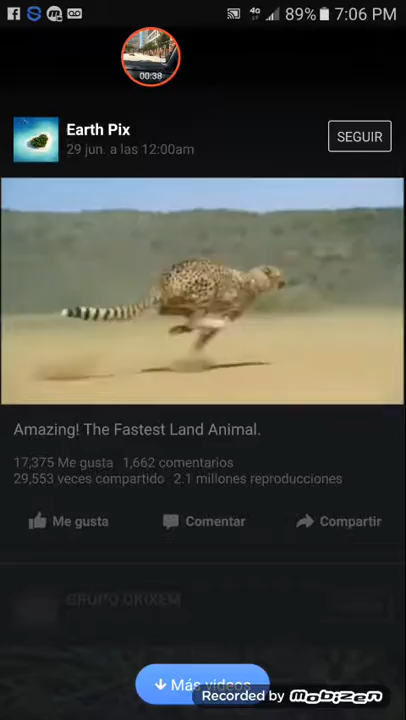 89% 7:06 PM
00:38
Earth Pix
29 jun. a las 12:00am
SEGUIR
Amazing! The Fastest Land Animal.
17,375 Me gusta 1,662 comentarios
29,553 veces compartido 2.1 millones reproducciones
Me gusta Comentar Compartir
GRUPO ORIXEM
Más videos
Recorded by Mobizen